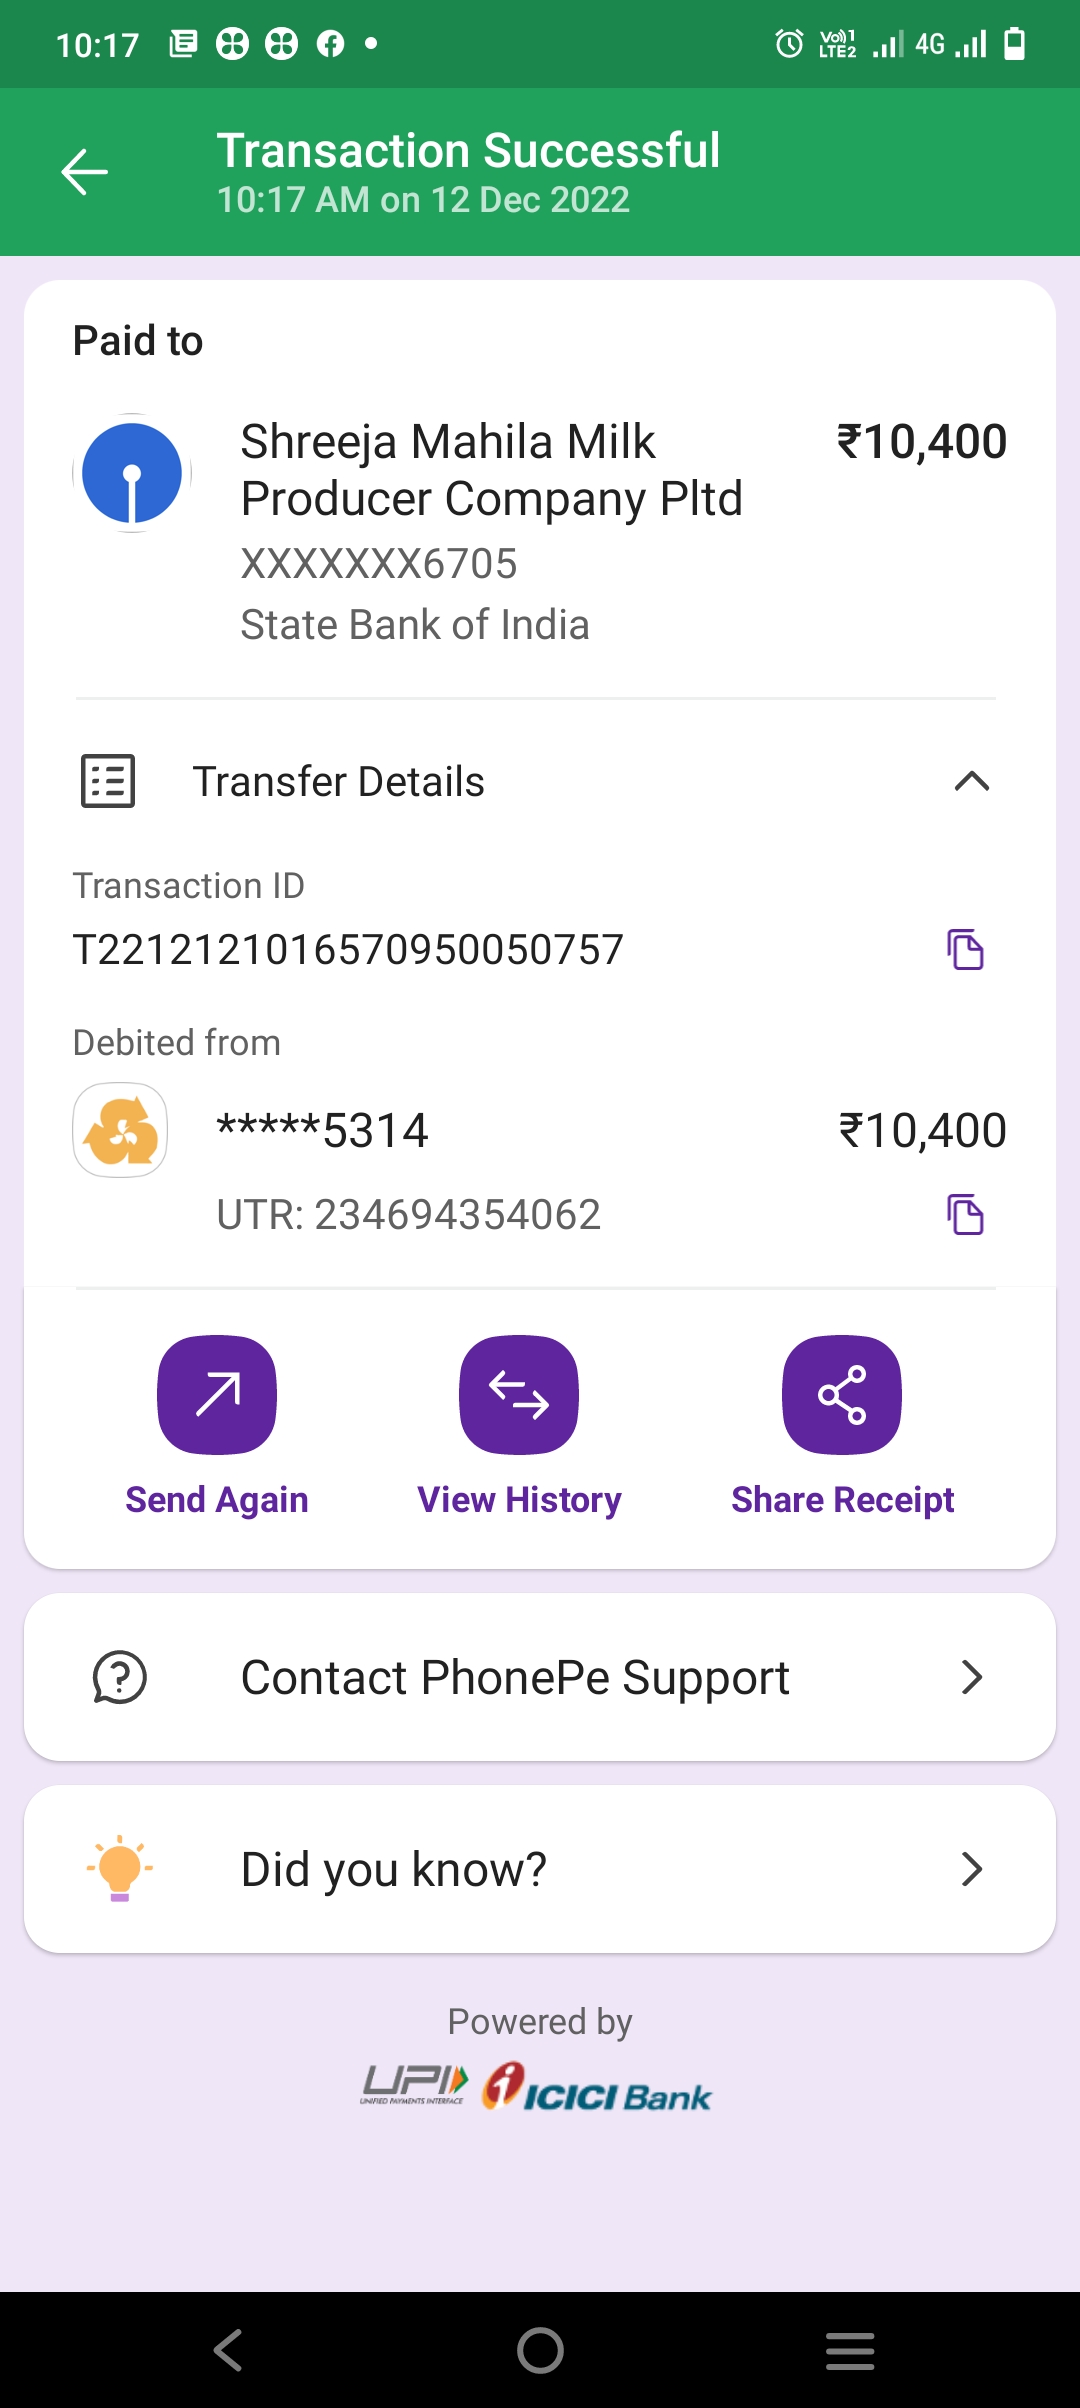 10:17
Vo))1
LTE2
4G
Transaction Successful
10:17 AM on 12 Dec 2022
Paid to
Shreeja Mahila Milk
Producer Company Pltd
₹10,400
XXXXXXX6705
State Bank of India
Transfer Details
Transaction ID
T2212121016570950050757
Debited from
*****5314
₹10,400
UTR: 234694354062
Send Again
View History
Share Receipt
Contact PhonePe Support
Did you know?
Powered by
UPI
UNIFIED PAYMENTS INTERFACE
ICICI Bank